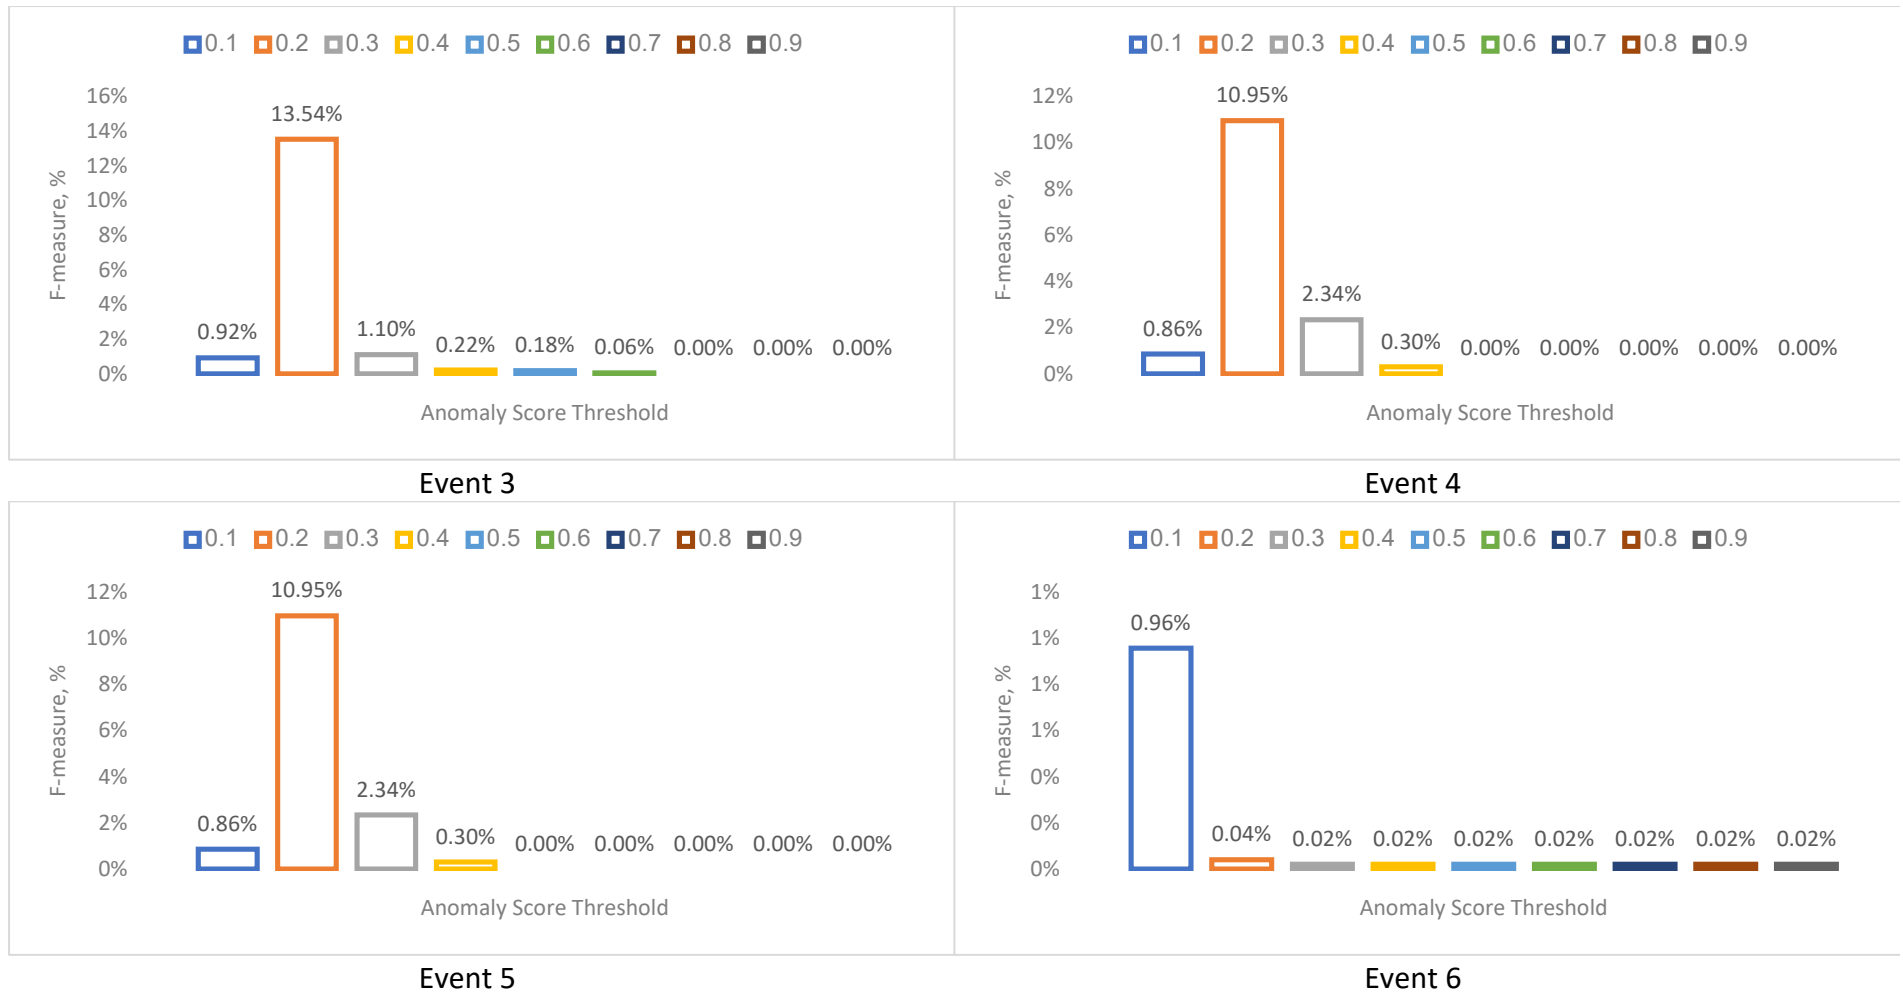 0.1 0.2 0.3 0.4 0.5 0.6 0.7 0.8 0.9
F-measure, %
16%
14%
12%
10%
8%
6%
4%
2%
0%
0.92% 13.54% 1.10% 0.22% 0.18% 0.06% 0.00% 0.00% 0.00%
Anomaly Score Threshold
Event 3
0.1 0.2 0.3 0.4 0.5 0.6 0.7 0.8 0.9
F-measure, %
12%
10%
8%
6%
4%
2%
0%
0.86% 10.95% 2.34% 0.30% 0.00% 0.00% 0.00% 0.00% 0.00%
Anomaly Score Threshold
Event 4
0.1 0.2 0.3 0.4 0.5 0.6 0.7 0.8 0.9
F-measure, %
12%
10%
8%
6%
4%
2%
0%
0.86% 10.95% 2.34% 0.30% 0.00% 0.00% 0.00% 0.00% 0.00%
Anomaly Score Threshold
Event 5
0.1 0.2 0.3 0.4 0.5 0.6 0.7 0.8 0.9
F-measure, %
1%
1%
1%
1%
0%
0%
0%
0.96% 0.04% 0.02% 0.02% 0.02% 0.02% 0.02% 0.02% 0.02%
Anomaly Score Threshold
Event 6